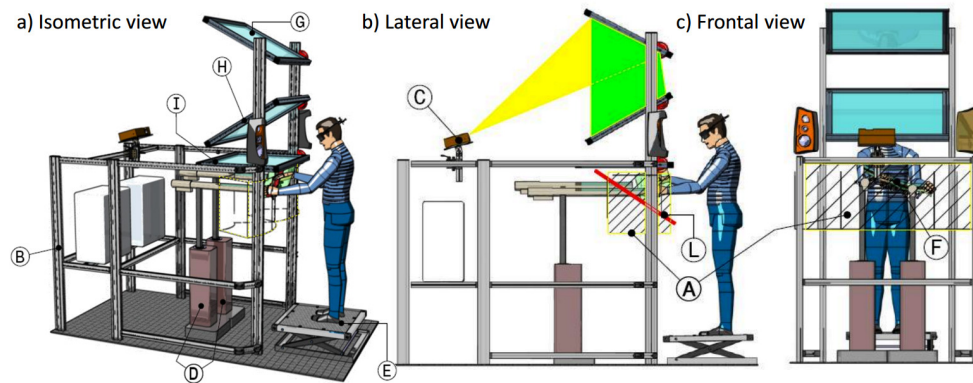 a) Isometric view
b) Lateral view
c) Frontal view
G
H
C
I
B
L
F
A
D
E